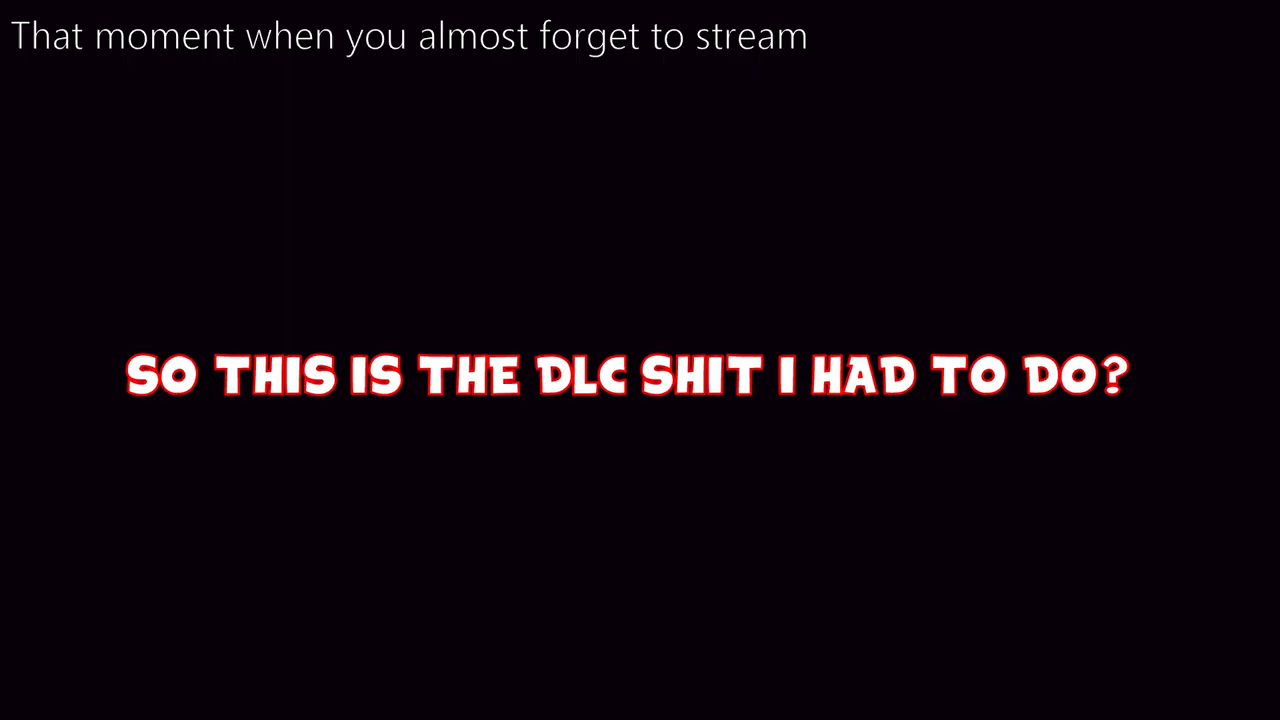 That moment when you almost forget to stream
SO THIS IS THE DLC SHIT I HAD TO DO?